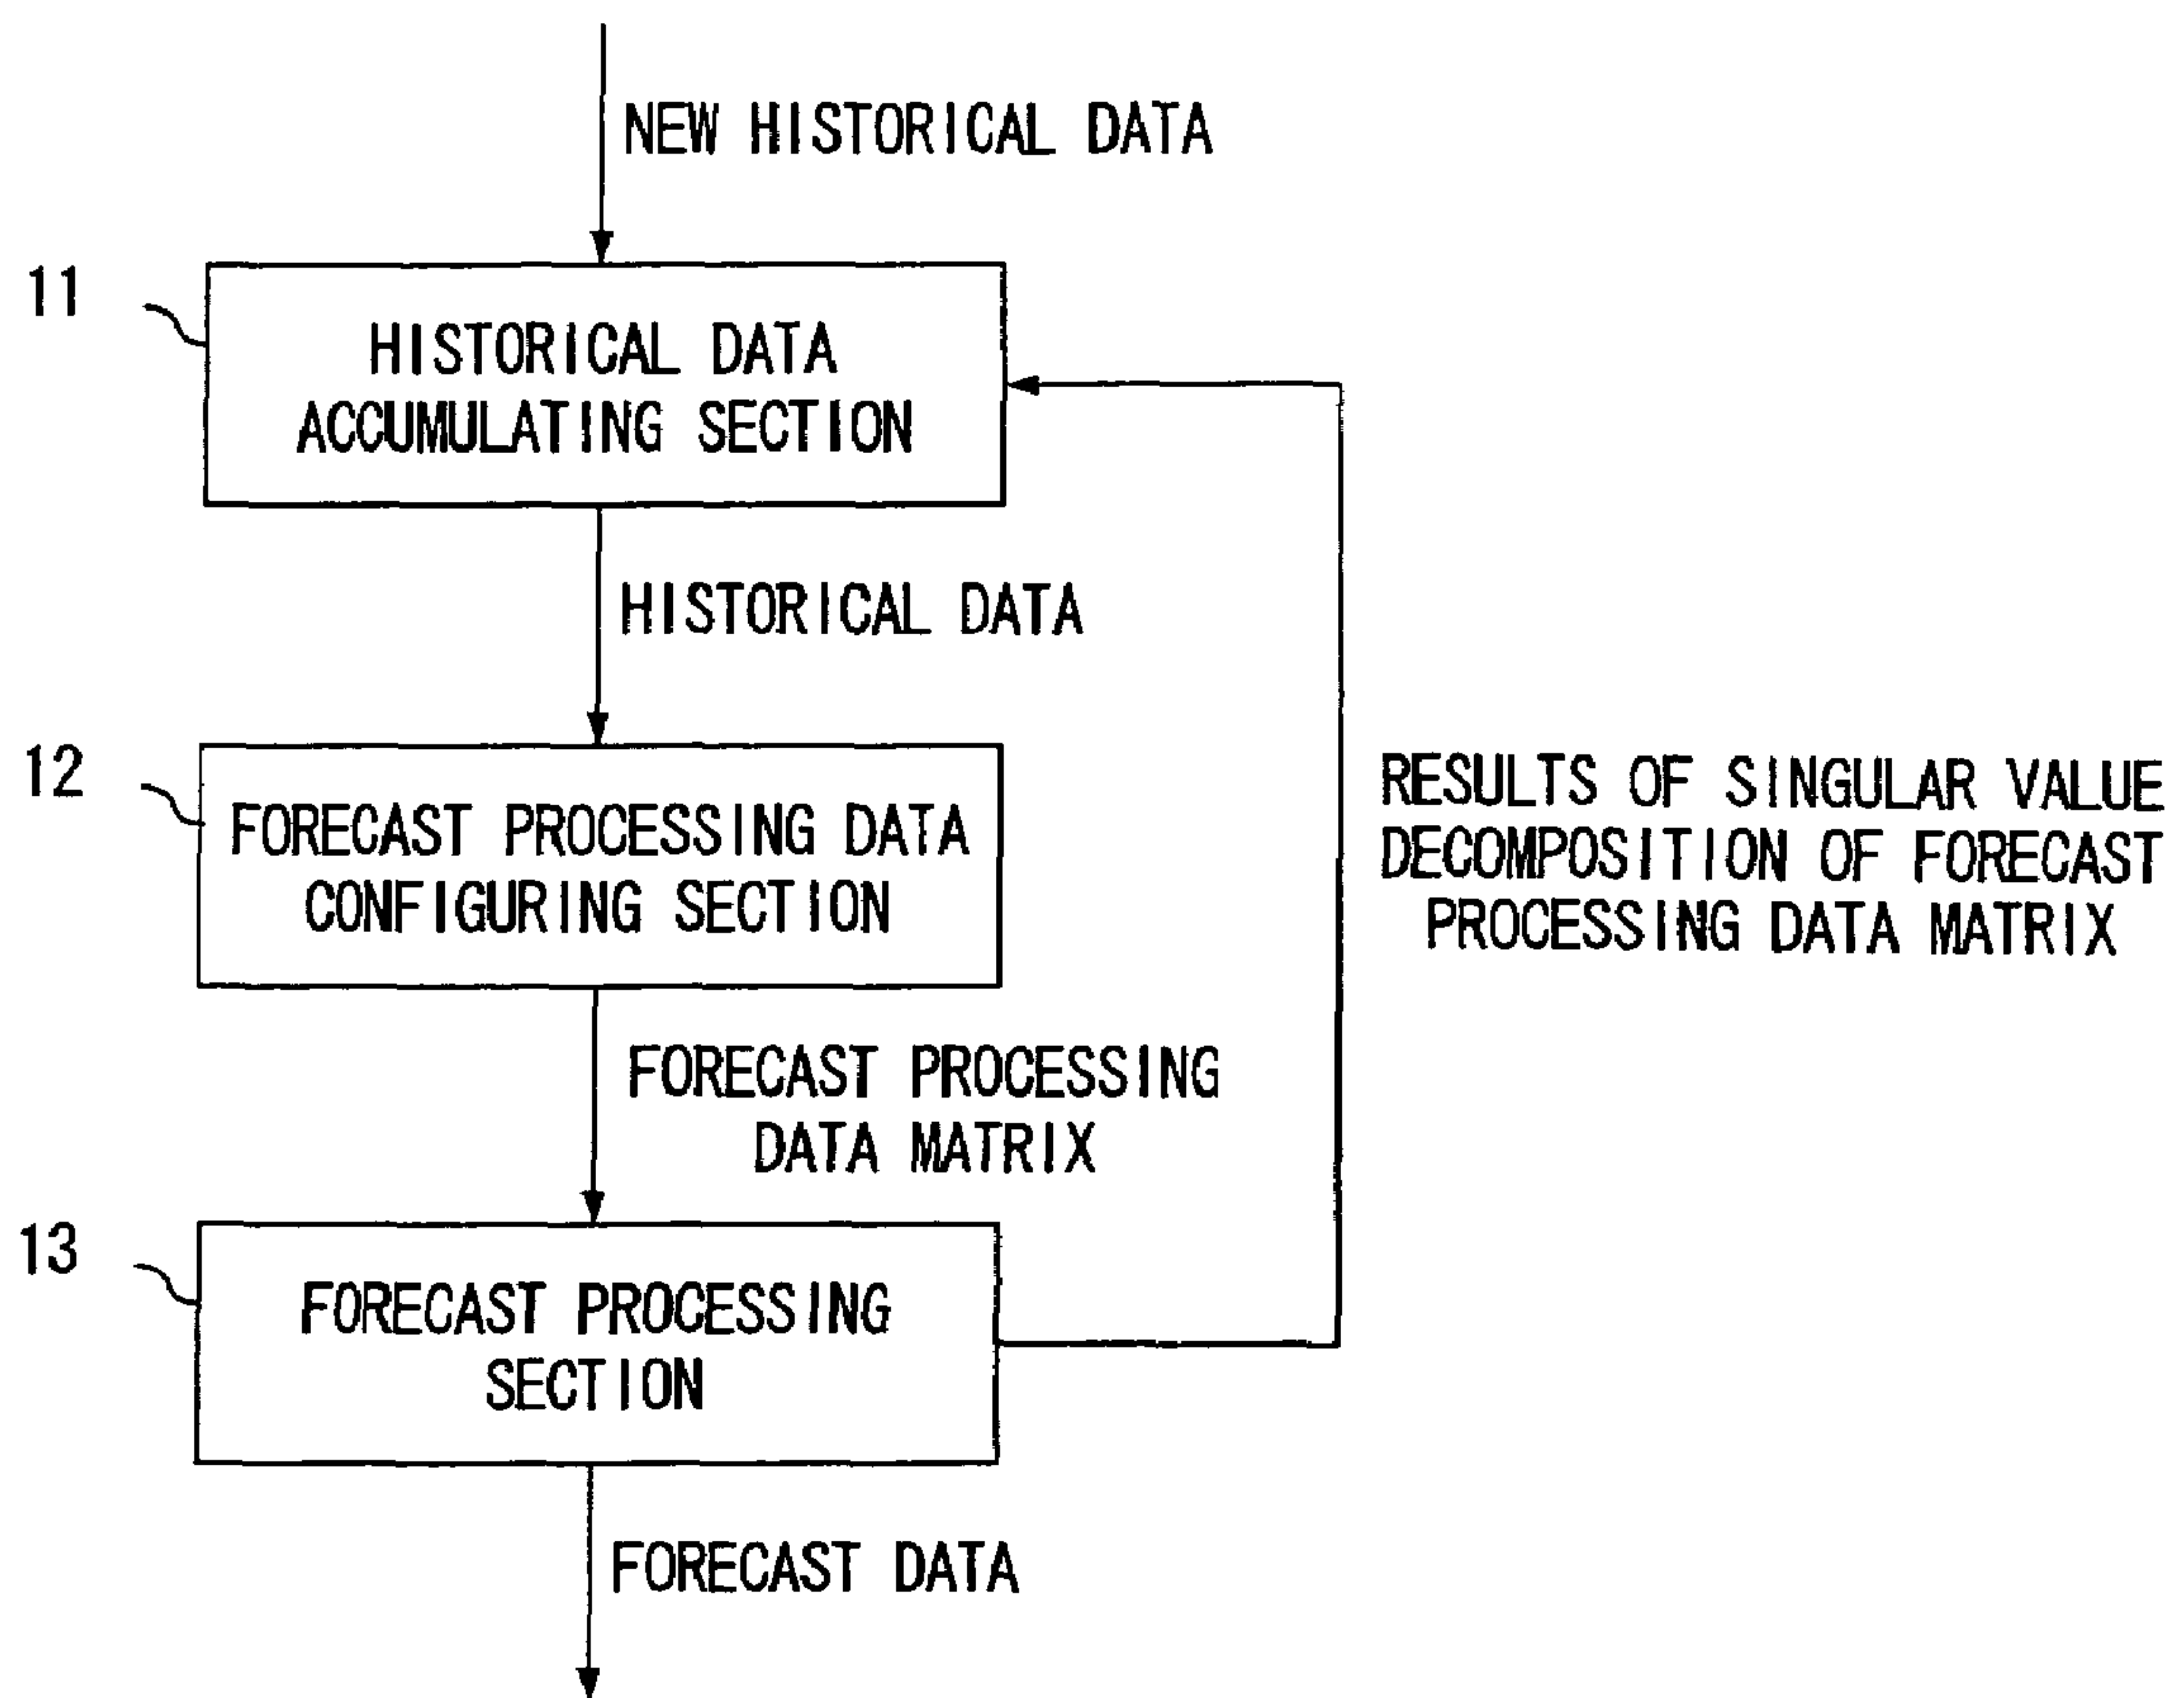 NEW HISTORICAL DATA
11
HISTORICAL DATA
ACCUMULATING SECTION
HISTORICAL DATA
12
FORECAST PROCESSING DATA
CONFIGURING SECTION
RESULTS OF SINGULAR VALUE
DECOMPOSITION OF FORECAST
PROCESSING DATA MATRIX
FORECAST PROCESSING
DATA MATRIX
13
FORECAST PROCESSING
SECTION
FORECAST DATA